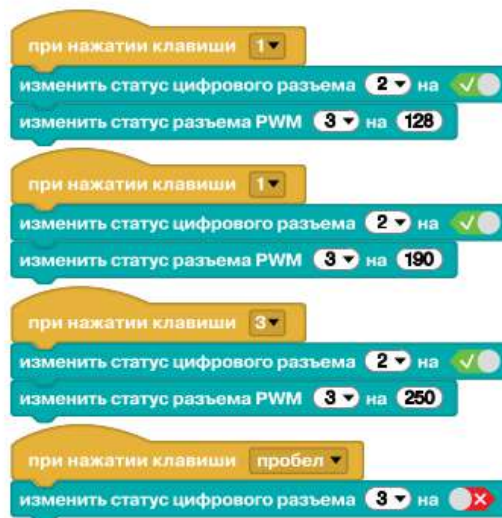 при нажатии клавиши 1
изменить статус цифрового разъема 2 на
изменить статус разъема PWM 3 на 128
при нажатии клавиши 1
изменить статус цифрового разъема 2 на
изменить статус разъема PWM 3 на 190
при нажатии клавиши 3
изменить статус цифрового разъема 2 на
изменить статус разъема PWM 3 на 250
при нажатии клавиши пробел
изменить статус цифрового разъема 3 на